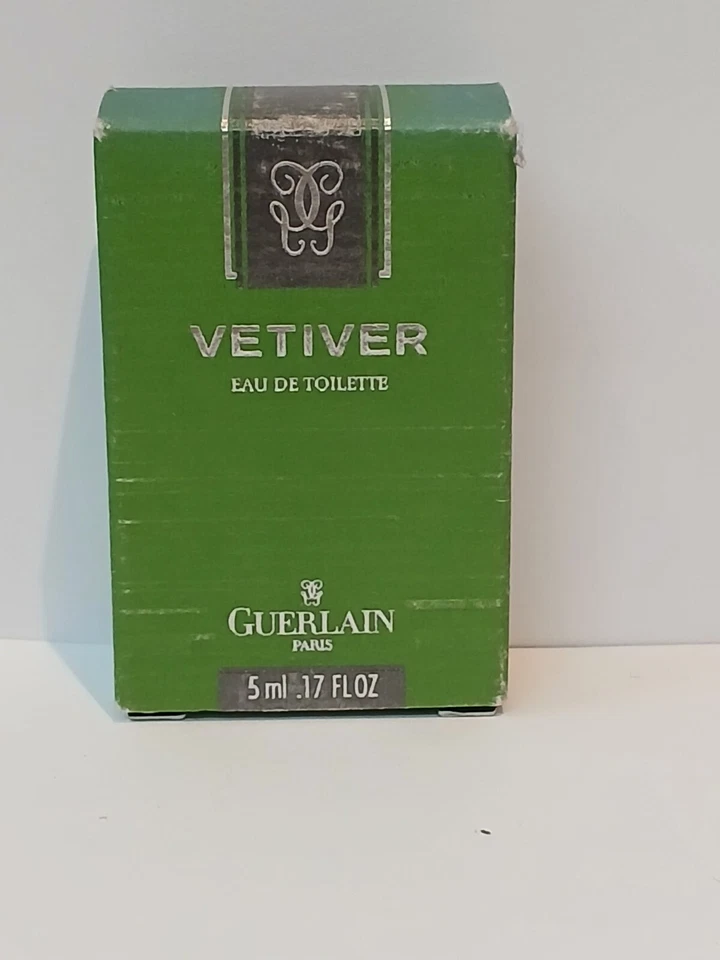 VETIVER
EAU DE TOILETTE
GUERLAIN
PARIS
5 ml .17 FL OZ